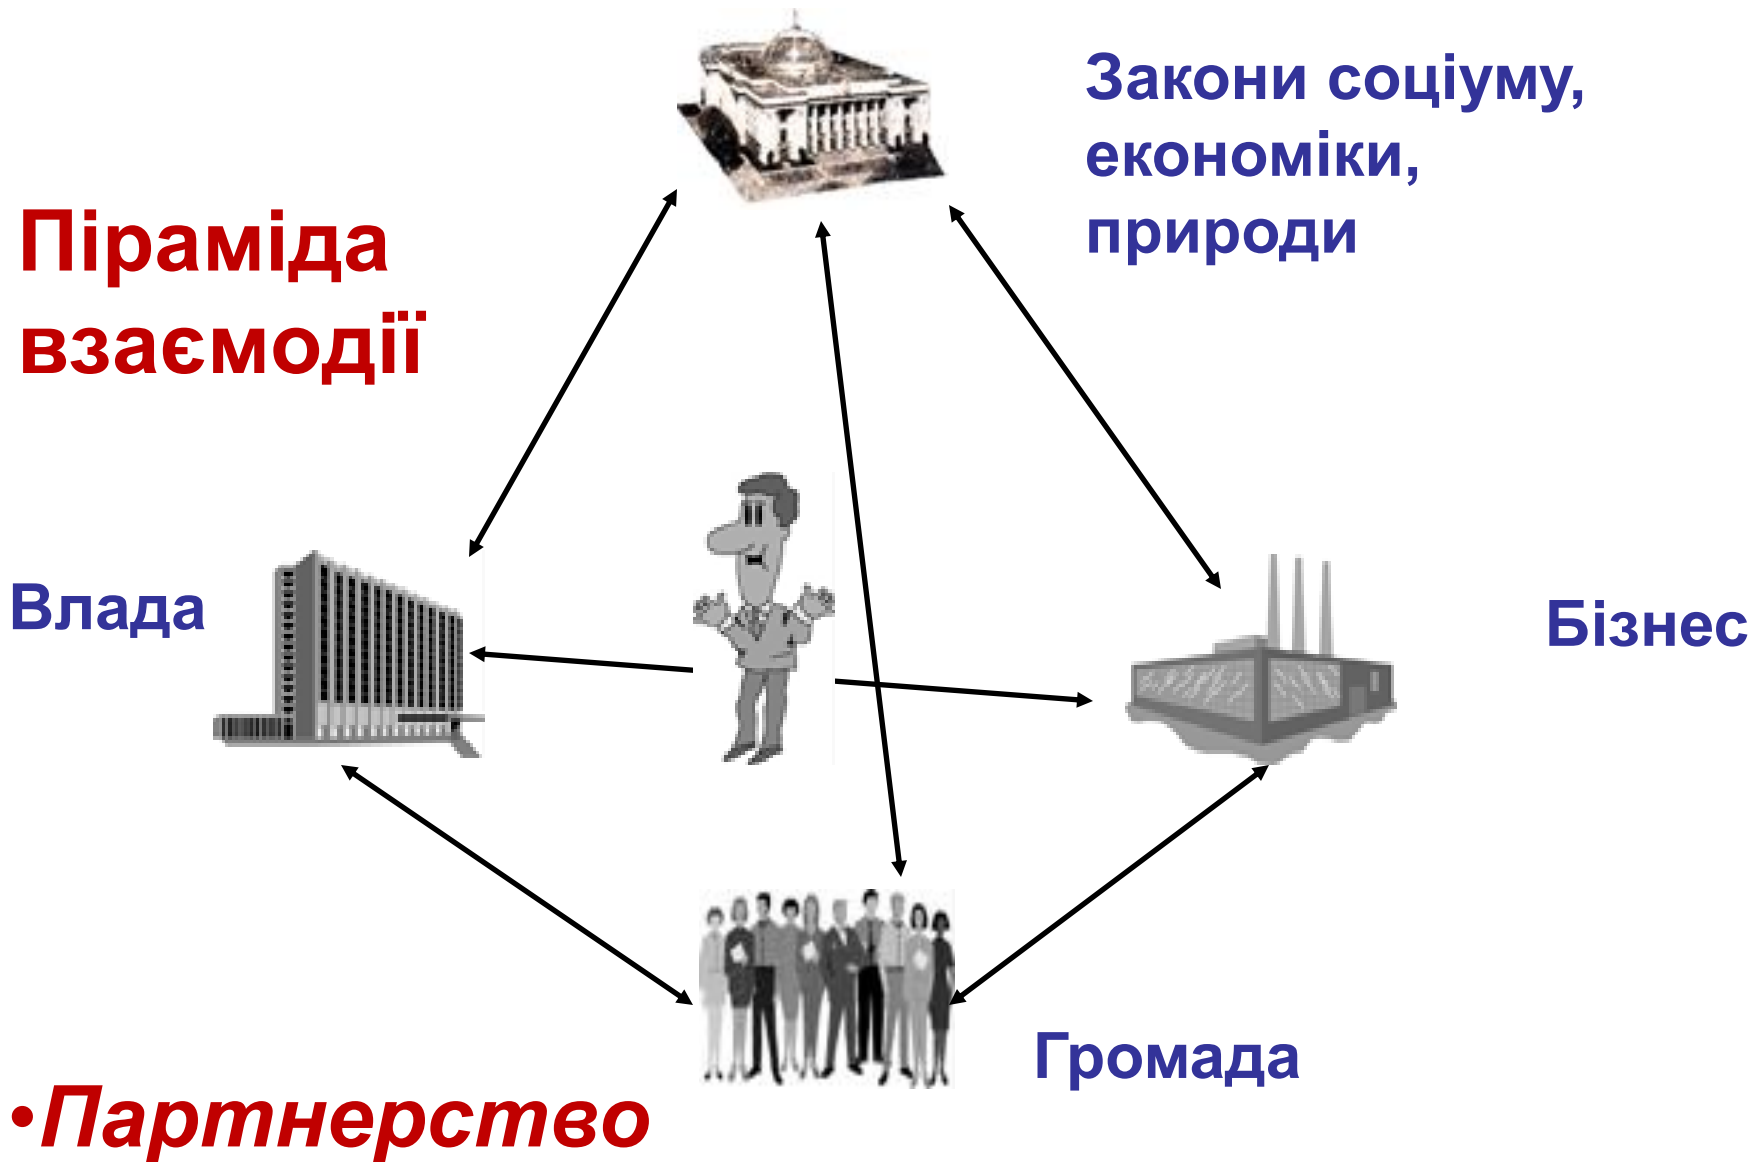 Закони соціуму,
економіки,
природи
Піраміда
взаємодії
Влада
Бізнес
Громада
•Партнерство